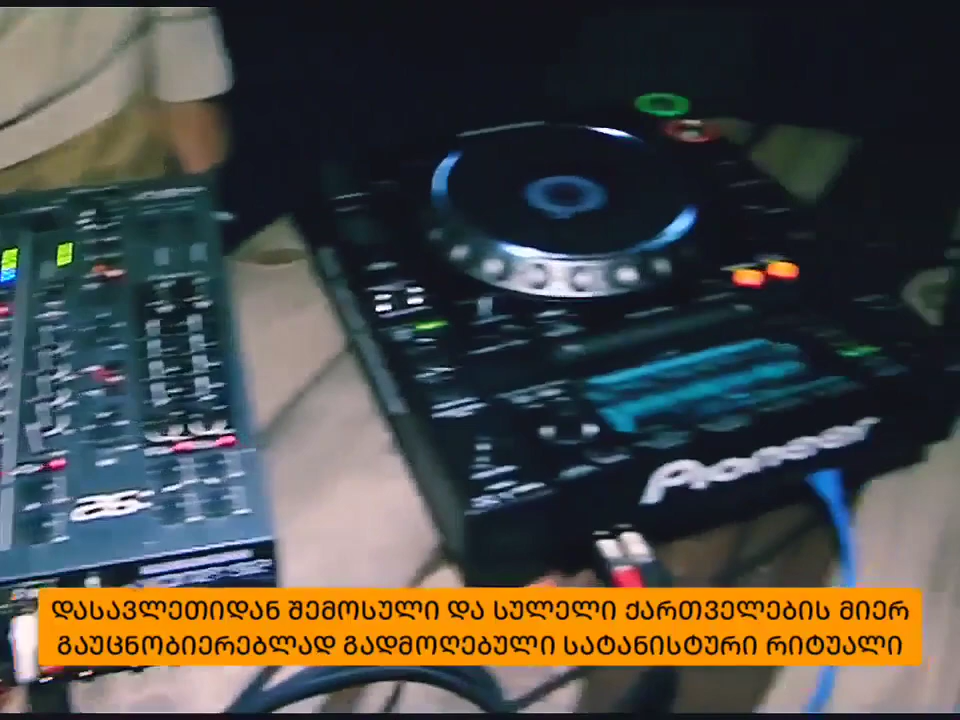 Pioneer
ᲓᲐᲡᲐᲕᲚᲔᲗᲘᲓᲐᲜ ᲨᲔᲛᲝᲡᲣᲚᲘ ᲓᲐ ᲡᲣᲚᲔᲚᲘ ᲥᲐᲠᲗᲕᲔᲚᲔᲑᲘᲡ ᲛᲘᲔᲠ
ᲒᲐᲣᲪᲜᲝᲑᲘᲔᲠᲔᲑᲚᲐᲓ ᲒᲐᲓᲛᲝᲦᲔᲑᲣᲚᲘ ᲡᲐᲢᲐᲜᲘᲡᲢᲣᲠᲘ ᲠᲘᲢᲣᲐᲚᲘ